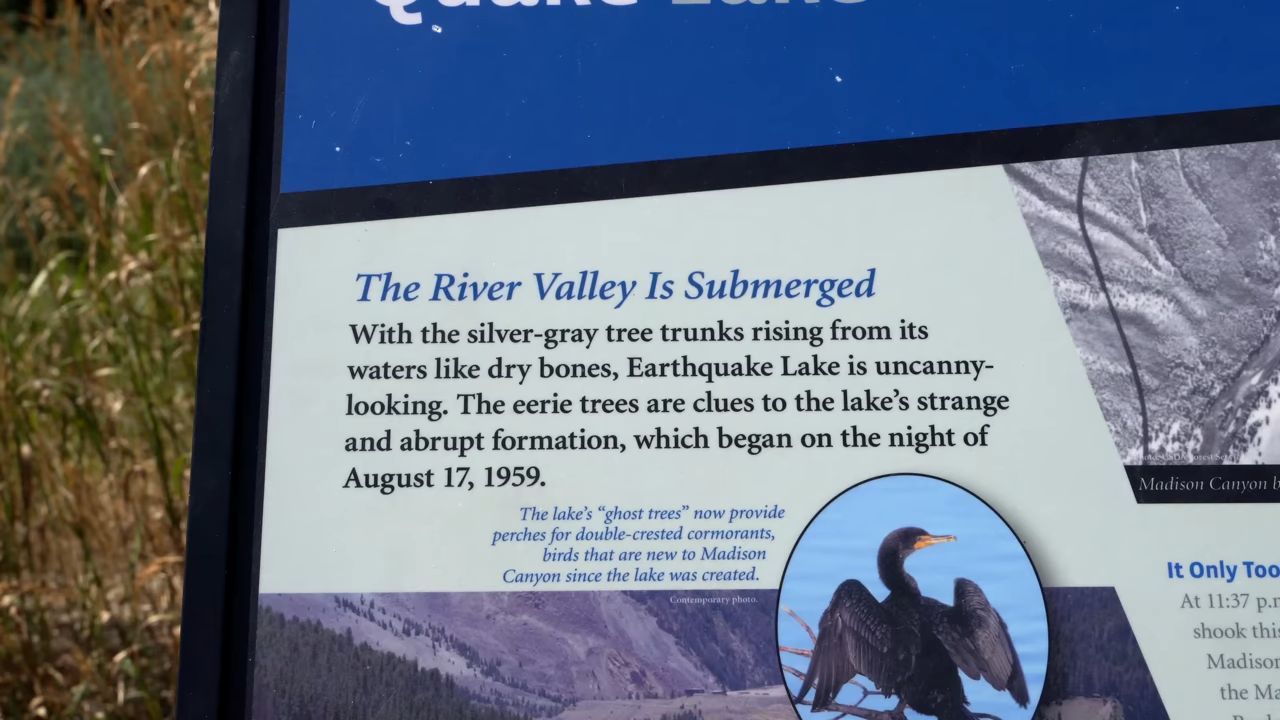 Quake Lake
The River Valley Is Submerged
With the silver-gray tree trunks rising from its
waters like dry bones, Earthquake Lake is uncanny-
looking. The eerie trees are clues to the lake's strange
and abrupt formation, which began on the night of
August 17, 1959.
The lake's “ghost trees” now provide
perches for double-crested cormorants,
birds that are new to Madison
Canyon since the lake was created.
Contemporary photo.
Madison Canyon b
It Only Too
At 11:37 p.m
shook this
Madison
the Ma